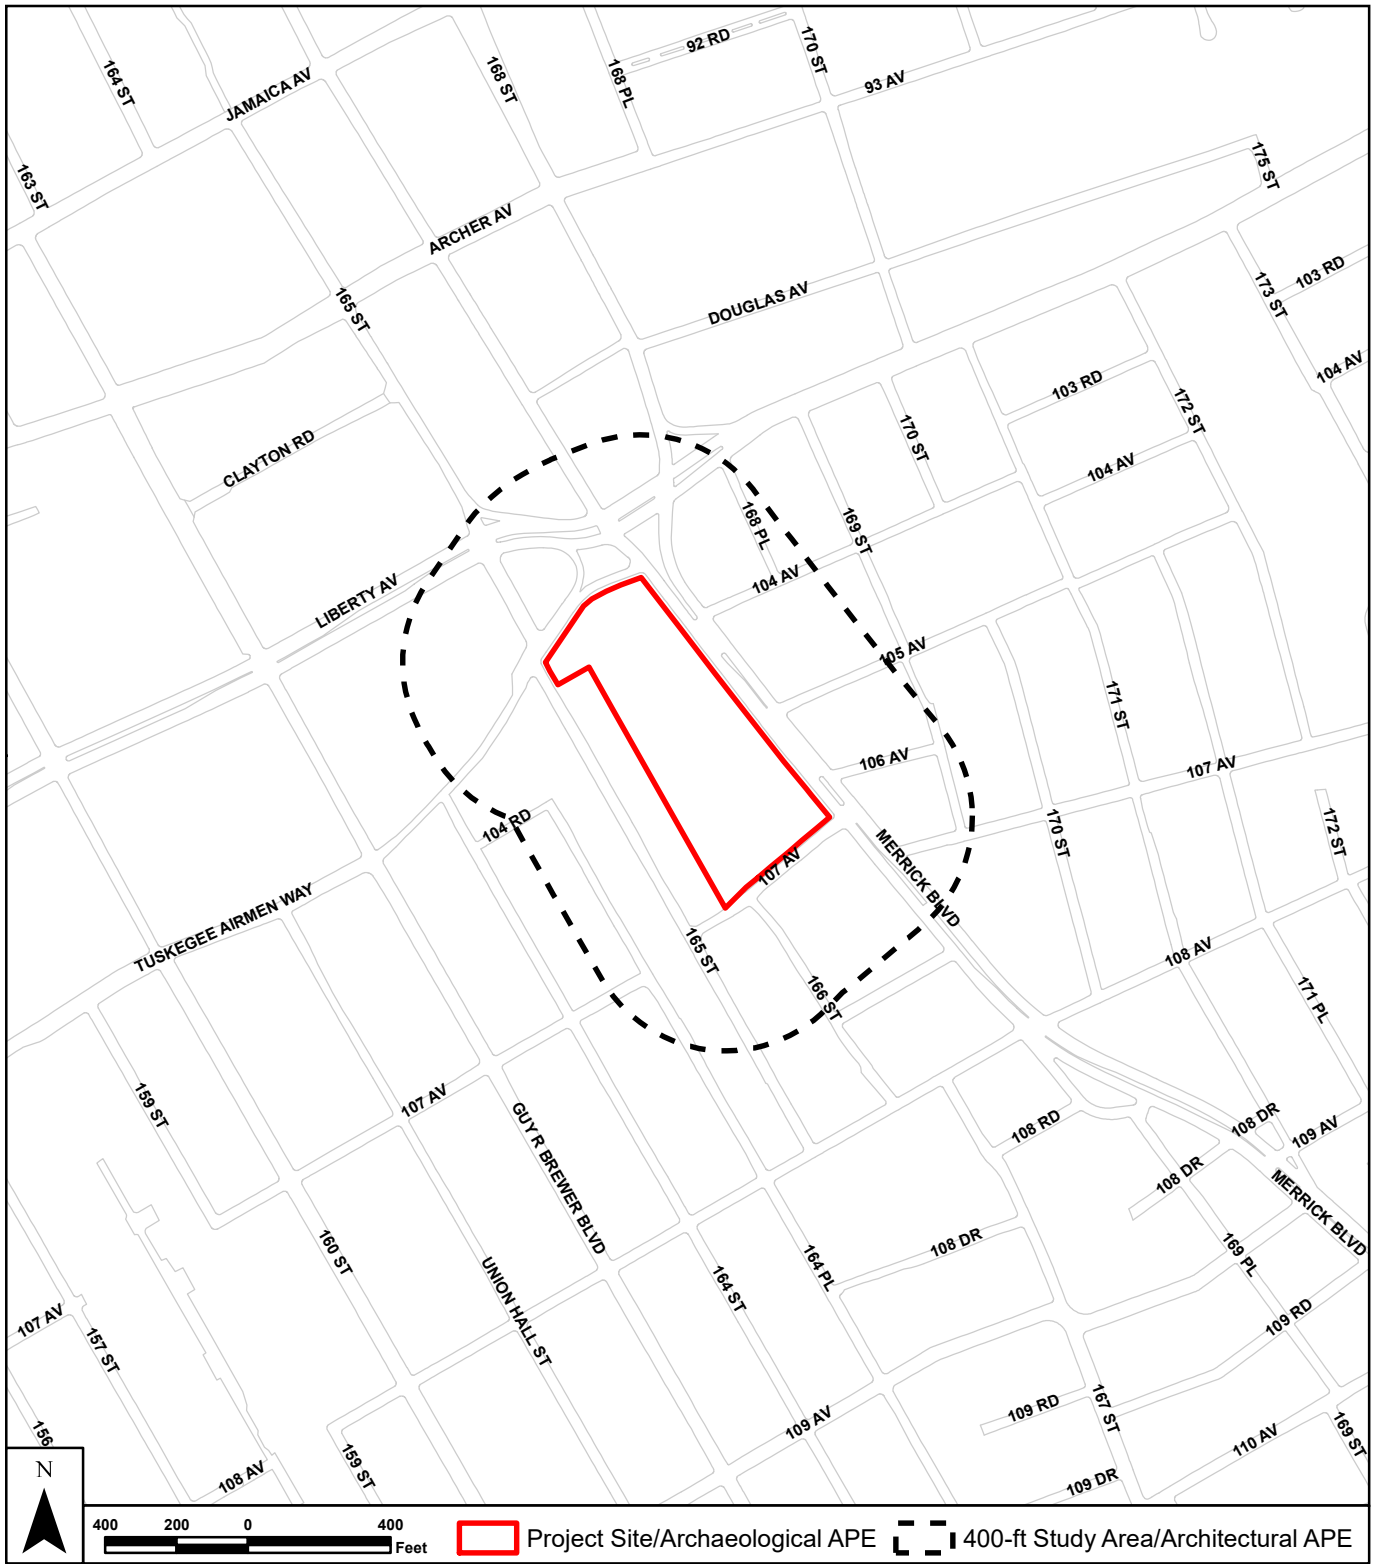 92 RD
170 ST
164 ST
JAMAICA AV
168 ST
168 PL
93 AV
163 ST
175 ST
ARCHER AV
165 ST
DOUGLAS AV
173 ST
103 RD
103 RD
104 AV
172 ST
170 ST
CLAYTON RD
104 AV
168 PL
169 ST
104 AV
LIBERTY AV
105 AV
171 ST
106 AV
107 AV
104 RD
170 ST
172 ST
107 AV
MERRICK BLVD
TUSKEGEE AIRMEN WAY
165 ST
108 AV
166 ST
171 PL
159 ST
107 AV
GUY R BREWER BLVD
108 RD
108 DR
109 AV
108 DR
MERRICK BLVD
160 ST
108 DR
169 PL
UNION HALL ST
164 PL
164 ST
107 AV
157 ST
109 RD
156
109 RD
167 ST
109 AV
169 ST
110 AV
159 ST
108 AV
109 DR
N
400 200 0 400
Feet
Project Site/Archaeological APE
400-ft Study Area/Architectural APE